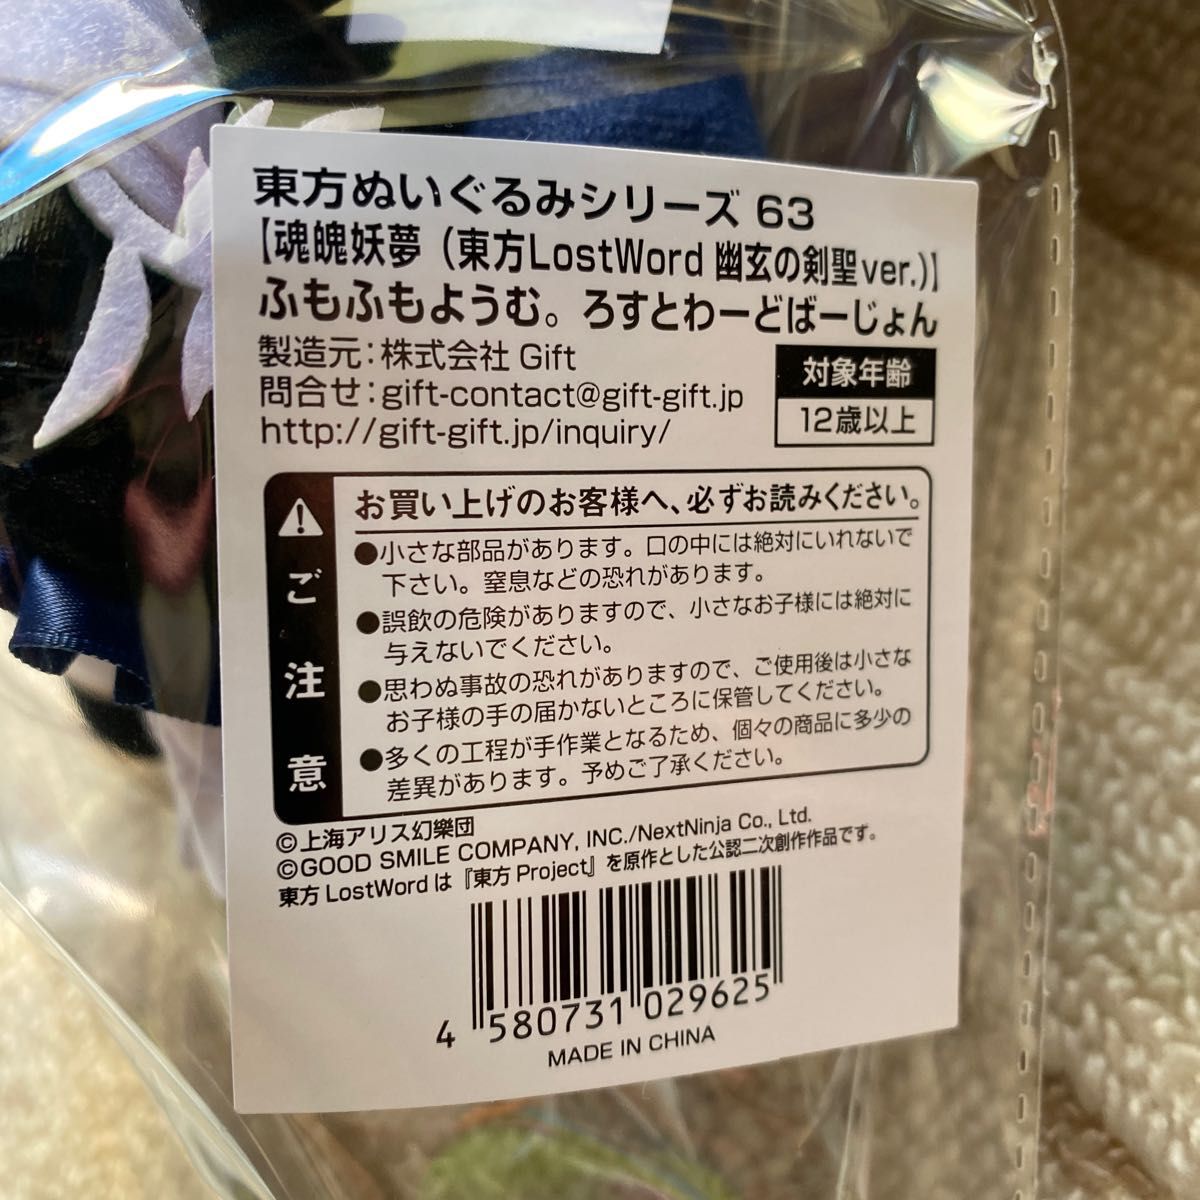 東方ぬいぐるみシリーズ 63
【魂魄妖夢（東方LostWord 幽玄の剣聖ver.)】
ふもふもようむ。ろすとわーどばーじょん
製造元:株式会社 Gift
問合せ:gift-contact@gift-gift.jp
http://gift-gift.jp/inquiry/
対象年齢
12歳以上
ご注意
お買い上げのお客様へ、必ずお読みください。
●小さな部品があります。口の中には絶対にいれないで
下さい。窒息などの恐れがあります。
●誤飲の危険がありますので、小さなお子様には絶対に
与えないでください。
●思わぬ事故の恐れがありますので、ご使用後は小さな
お子様の手の届かないところに保管してください。
●多くの工程が手作業となるため、個々の商品に多少の
差異があります。予めご了承ください。
©上海アリス幻樂団
©GOOD SMILE COMPANY, INC./NextNinja Co., Ltd.
東方 LostWord は『東方 Project』を原作とした公認二次創作作品です。
4 580731 029625
MADE IN CHINA